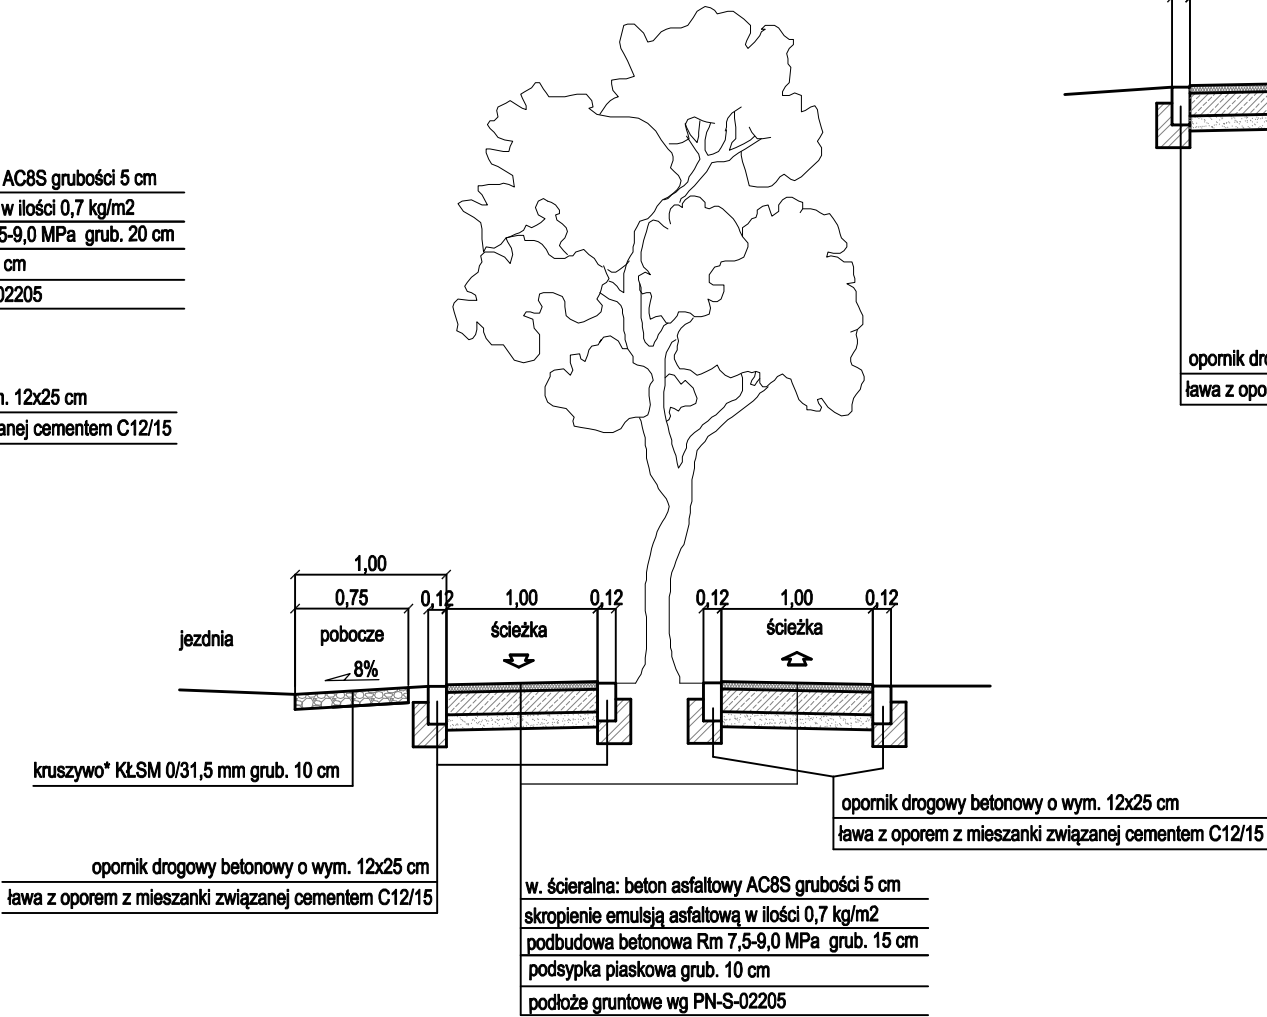 AC8S grubości 5 cm
w ilości 0,7 kg/m2
5-9,0 MPa grub. 20 cm
cm
02205
12x25 cm
cementem C12/15
opornik
ława z
1,00
0,75
0,12
1,00
0,12
0,12
1,00
0,12
jezdnia
pobocze
ścieżka
ścieżka
8%
kruszywo* KŁSM 0/31,5 mm grub. 10 cm
opornik drogowy betonowy o wym. 12x25 cm
ława z oporem z mieszanki związanej cementem C12/15
opornik drogowy betonowy o wym. 12x25 cm
ława z oporem z mieszanki związanej cementem C12/15
w. ścieralna: beton asfaltowy AC8S grubości 5 cm
skropienie emulsją asfaltową w ilości 0,7 kg/m2
podbudowa betonowa Rm 7,5-9,0 MPa grub. 15 cm
podsypka piaskowa grub. 10 cm
podłoże gruntowe wg PN-S-02205